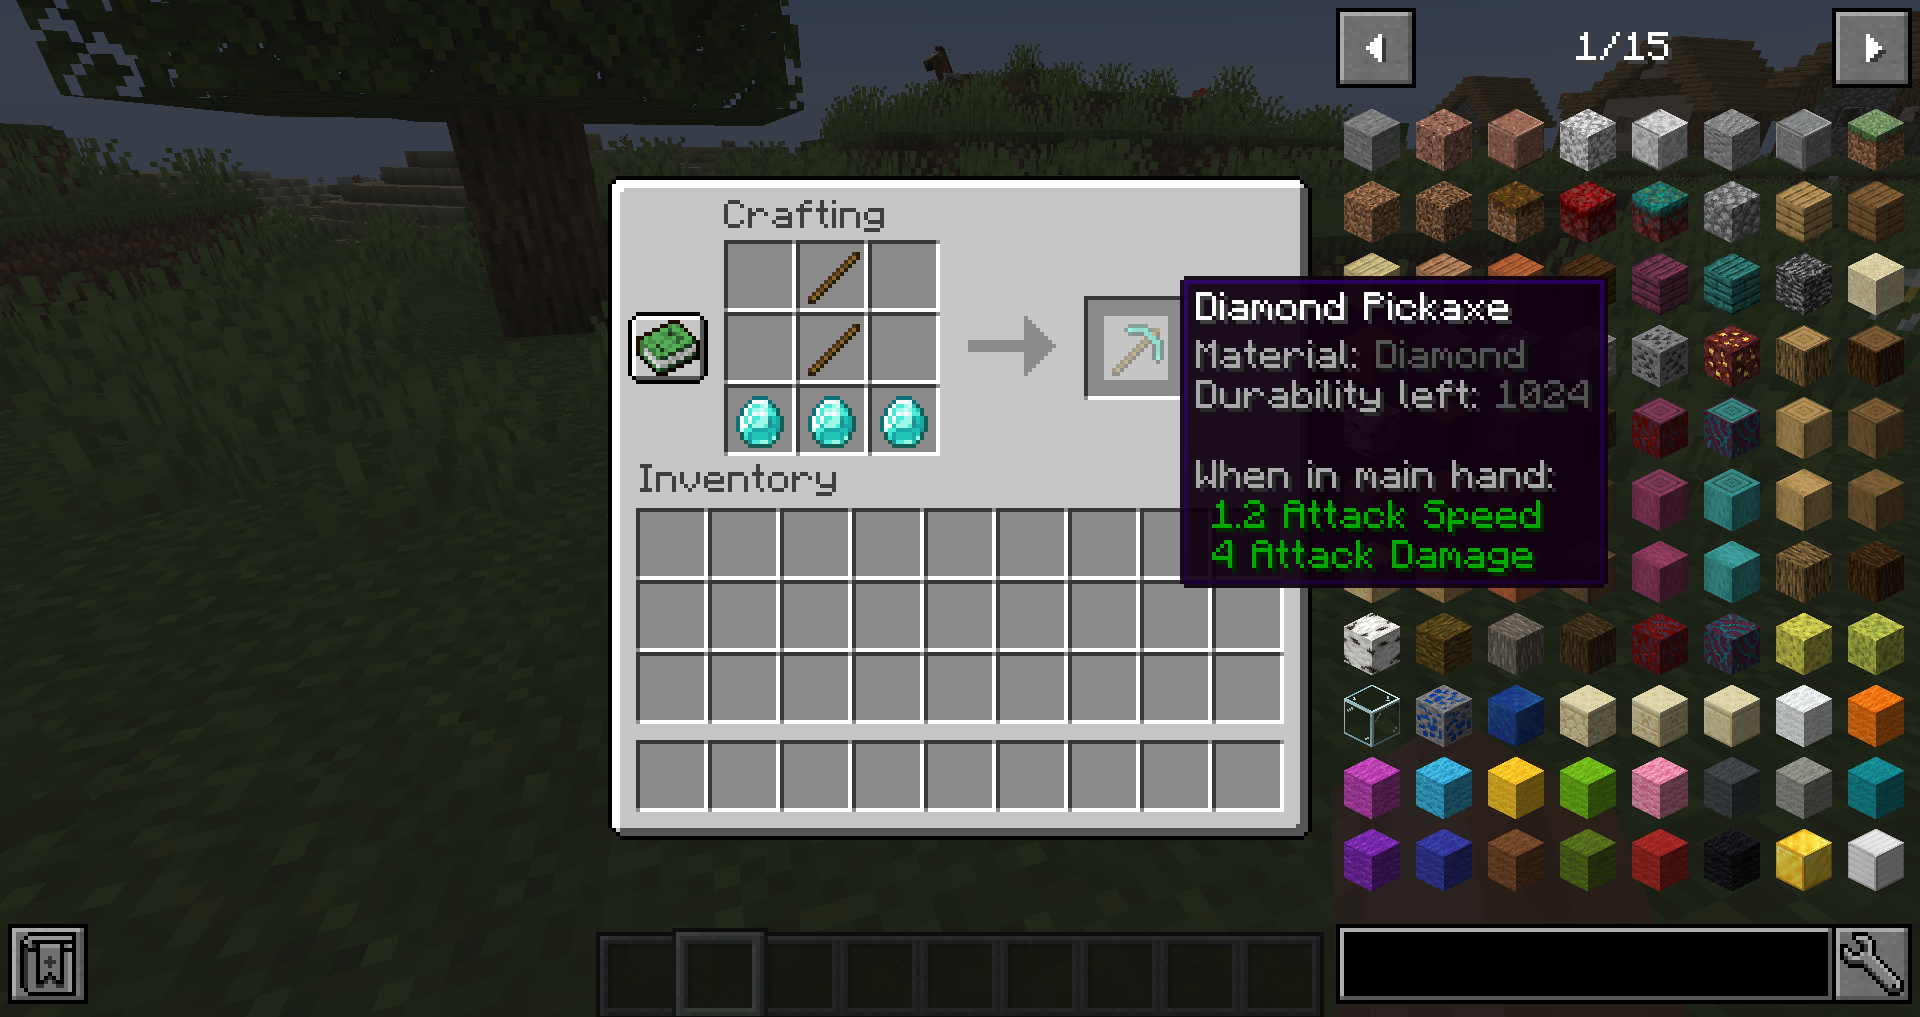 1/15
Crafting
Diamond Pickaxe
Material: Diamond
Durability left: 1024
When in main hand:
1.2 Attack Speed
4 Attack Damage
Inventory